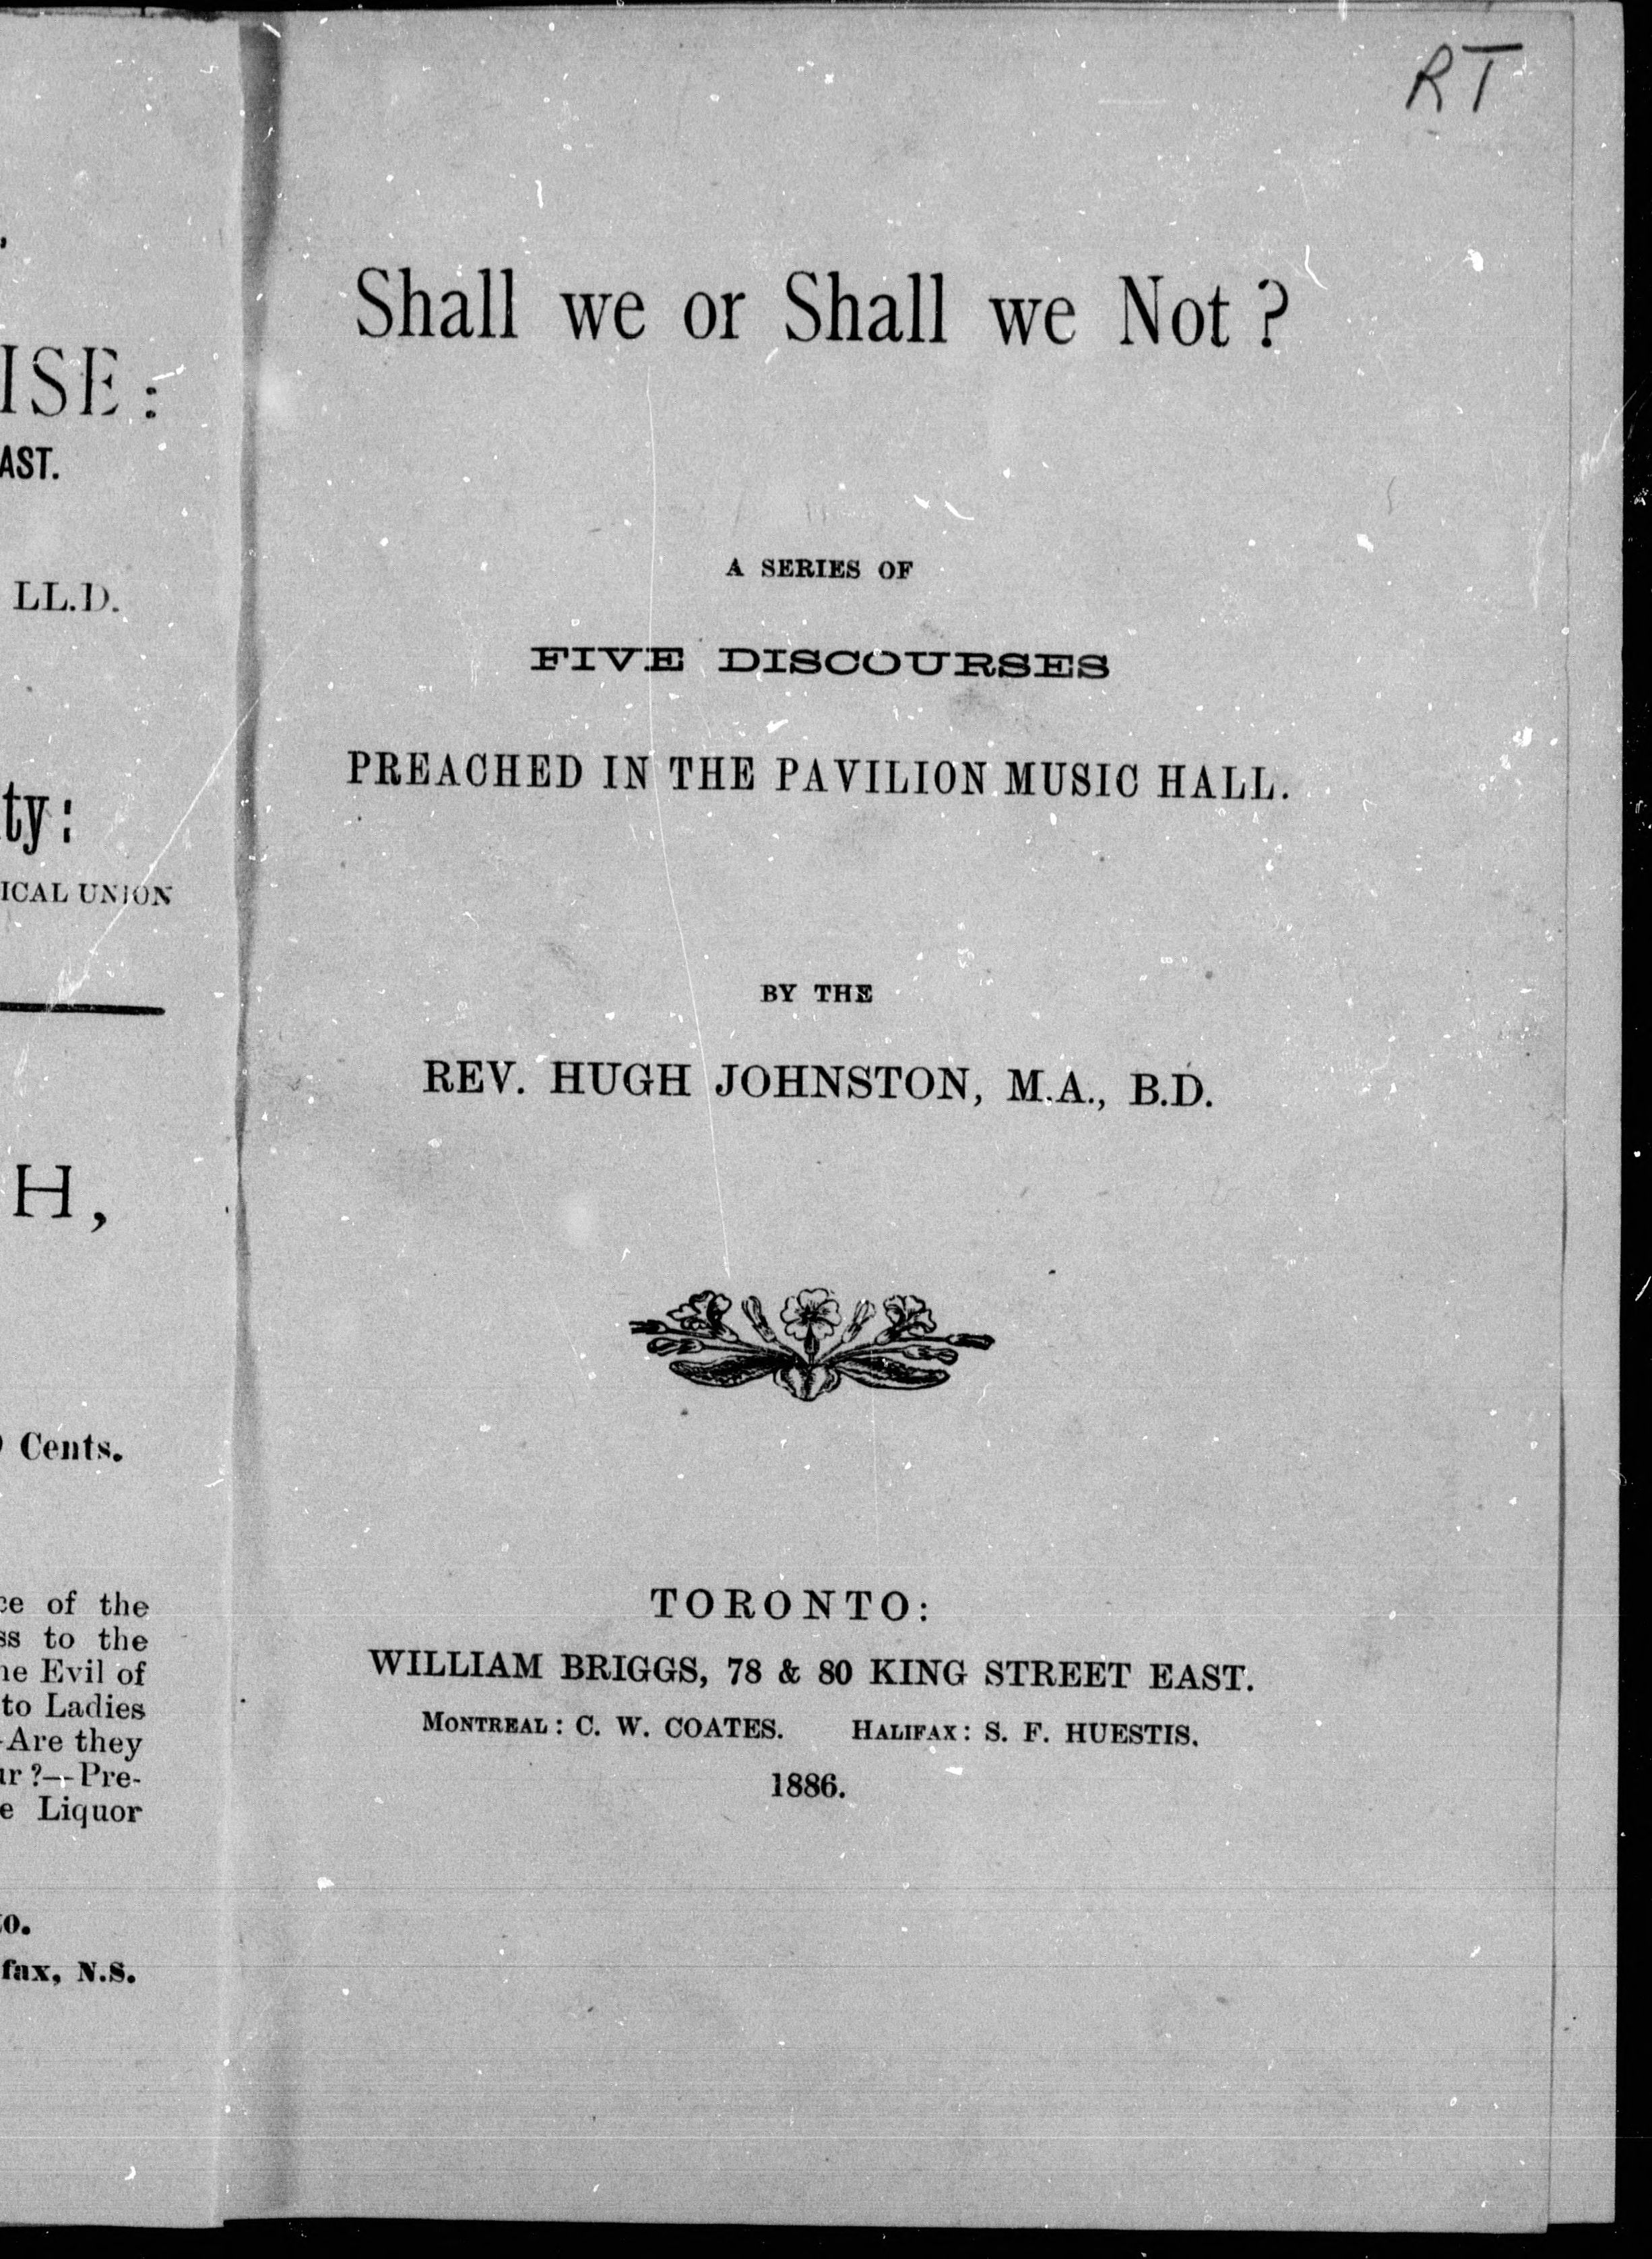 RT
Shall we or Shall we Not ?
A SERIES OF
FIVE DISCOURSES
PREACHED IN THE PAVILION MUSIC HALL.
BY THE
REV. HUGH JOHNSTON, M.A., B.D.
TORONTO:
WILLIAM BRIGGS, 78 & 80 KING STREET EAST.
MONTREAL : C. W. COATES. HALIFAX : S. F. HUESTIS.
1886.
ISE :
AST.
LL.D.
ty :
ICAL UNION
H,
Cents.
ce of the
ss to the
he Evil of
to Ladies
-Are they
ur ?—Pre-
e Liquor
to.
fax, N.S.